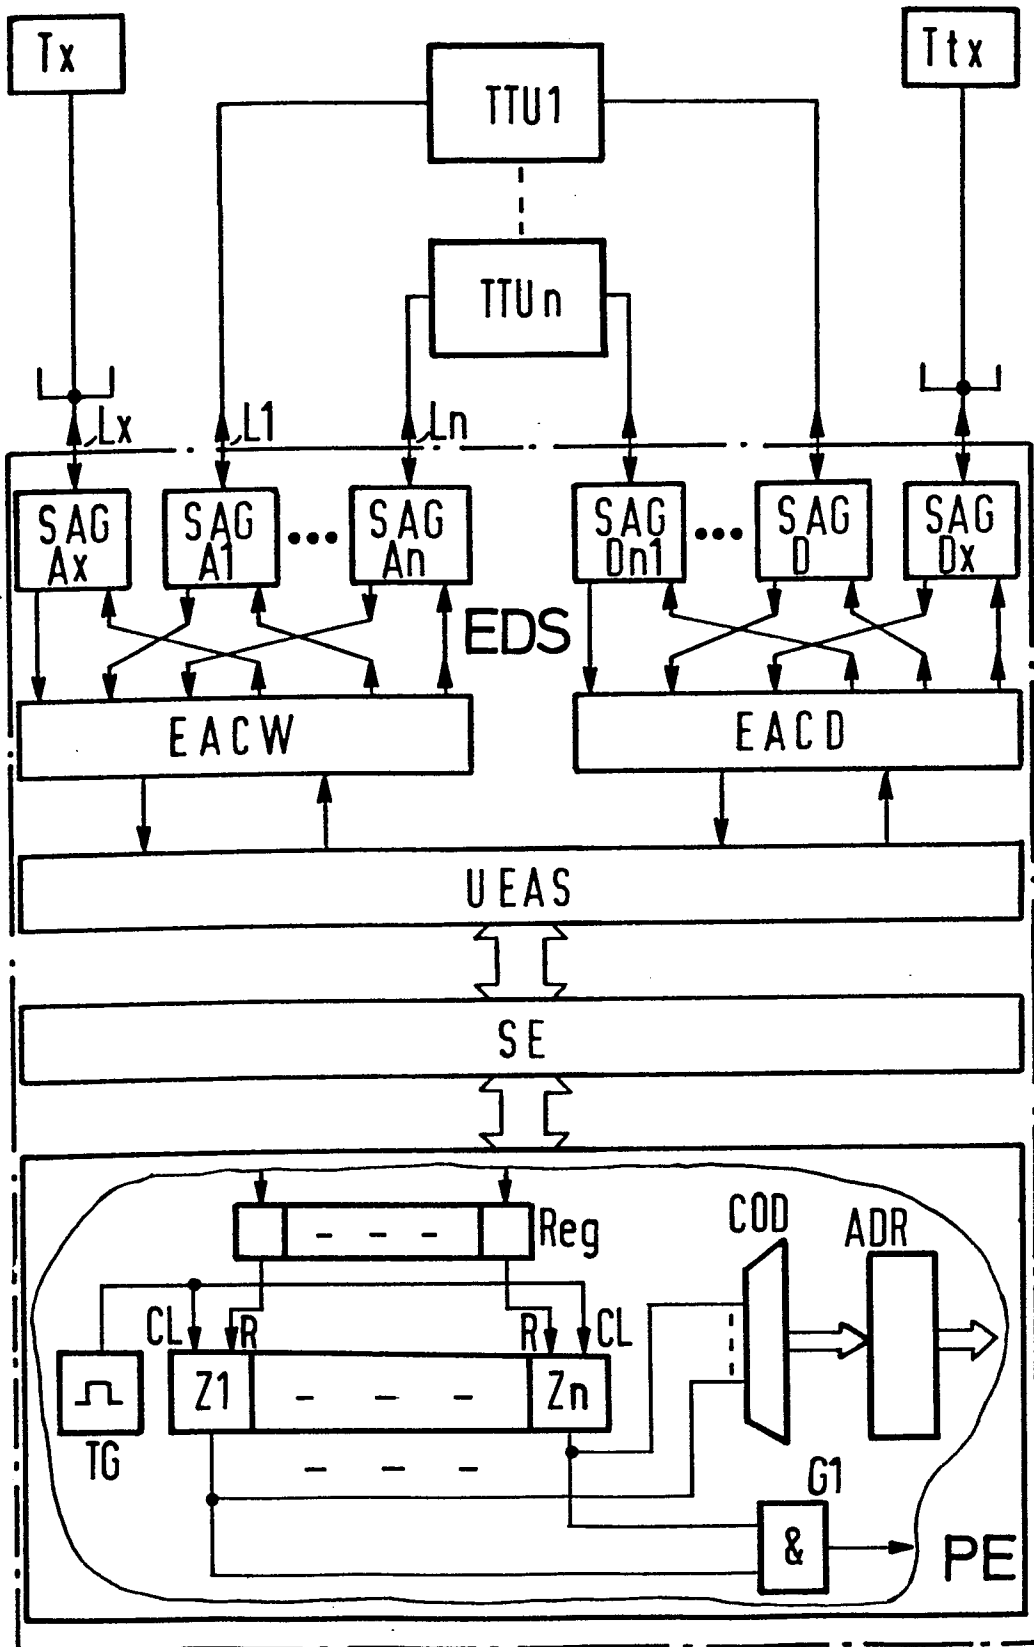 Tx
TTU1
Ttx
TTUn
Lx
L1
Ln
SAG
Ax
SAG
A1
SAG
An
SAG
Dn1
SAG
D
SAG
Dx
EDS
EACW
EACD
UEAS
SE
Reg
COD
ADR
CL
R
R
CL
Z1
Zn
TG
G1
&
PE